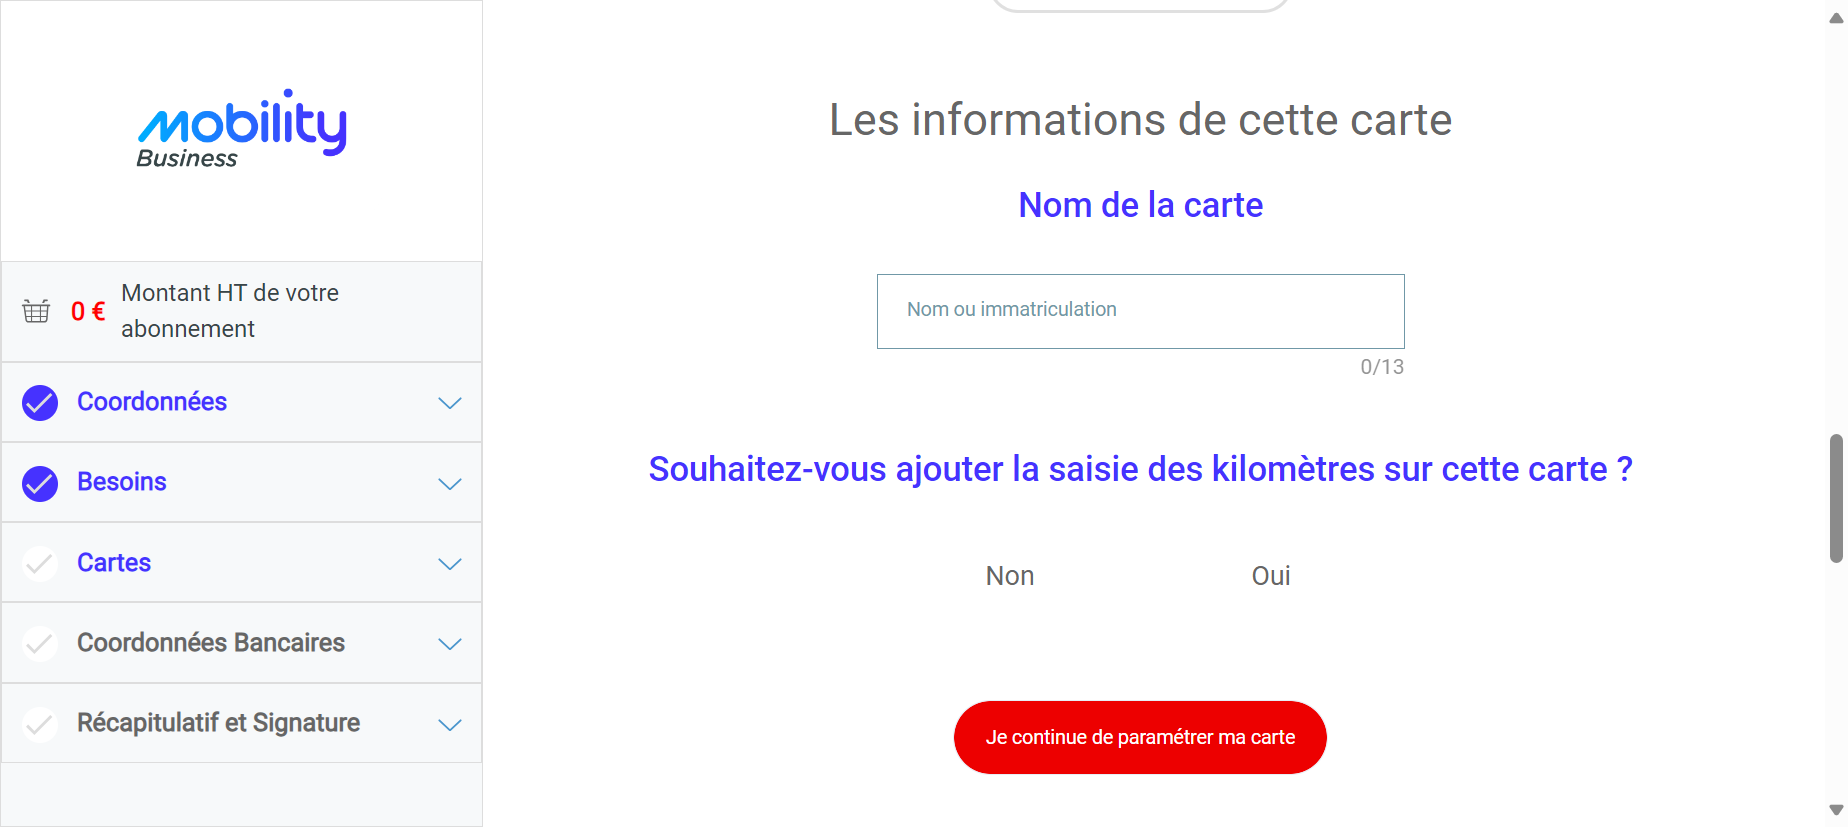 mobility
Business
0 €
Montant HT de votre
abonnement
Coordonnées
Besoins
Cartes
Coordonnées Bancaires
Récapitulatif et Signature
Les informations de cette carte
Nom de la carte
Nom ou immatriculation
0/13
Souhaitez-vous ajouter la saisie des kilomètres sur cette carte ?
Non
Oui
Je continue de paramétrer ma carte